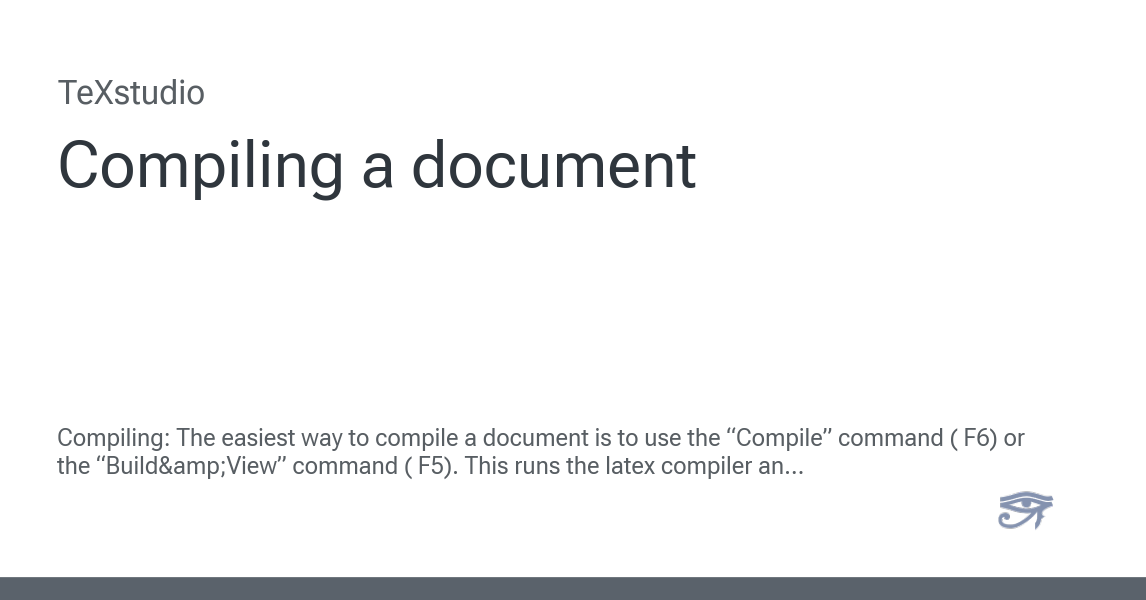 TeXstudio
Compiling a document
Compiling: The easiest way to compile a document is to use the “Compile” command ( F6) or
the “Build&amp;View” command ( F5). This runs the latex compiler an...